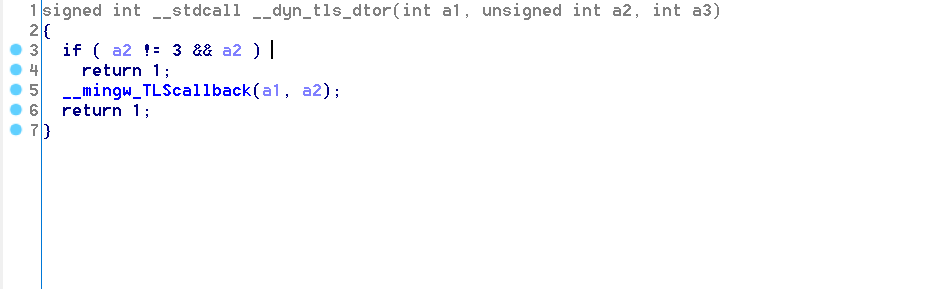 1 signed int __stdcall __dyn_tls_dtor(int a1, unsigned int a2, int a3)
2 {
3   if ( a2 != 3 && a2 )
4     return 1;
5   __mingw_TLScallback(a1, a2);
6   return 1;
7 }